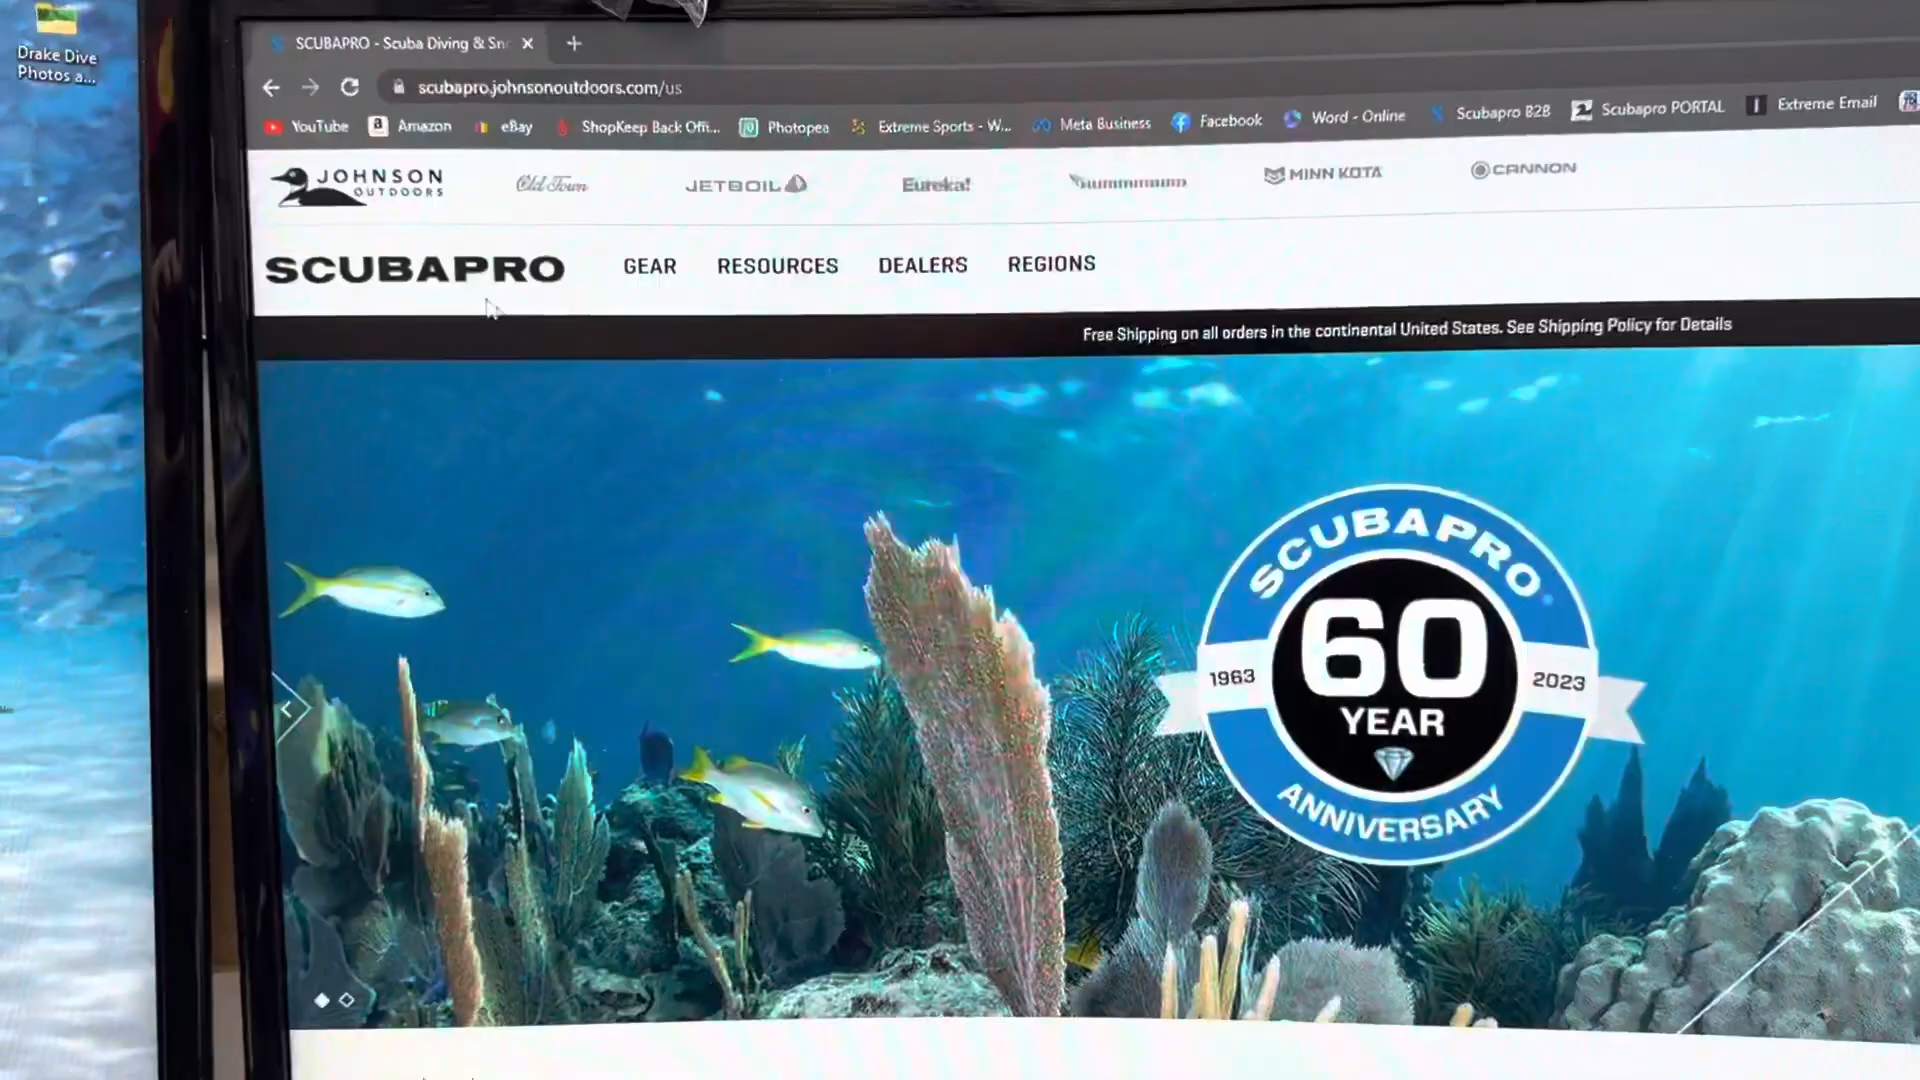 Drake Dive
Photos a...
SCUBAPRO - Scuba Diving & Sn
scubapro.johnsonoutdoors.com/us
YouTube Amazon eBay ShopKeep Back Offi... Photopea Extreme Sports - W... Meta Business Facebook Word - Online Scubapro B2B Scubapro PORTAL Extreme Email
JOHNSON
OUTDOORS
Old Town JETBOIL Eureka! Humminbird MINN KOTA CANNON
SCUBAPRO GEAR RESOURCES DEALERS REGIONS
Free Shipping on all orders in the continental United States. See Shipping Policy for Details
SCUBAPRO
60
1963 2023
YEAR
ANNIVERSARY